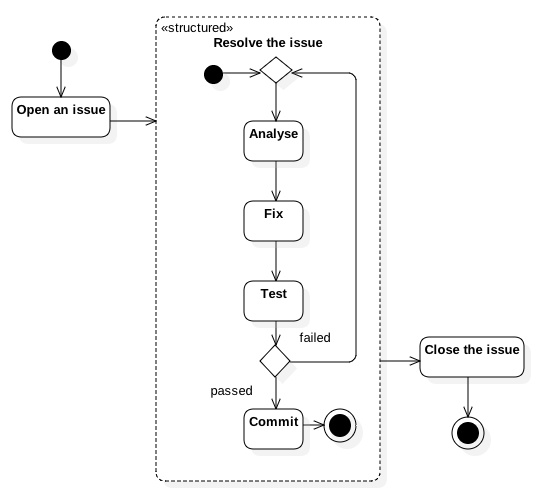 «structured»
Resolve the issue
Open an issue
Analyse
Fix
Test
failed
Close the issue
passed
Commit